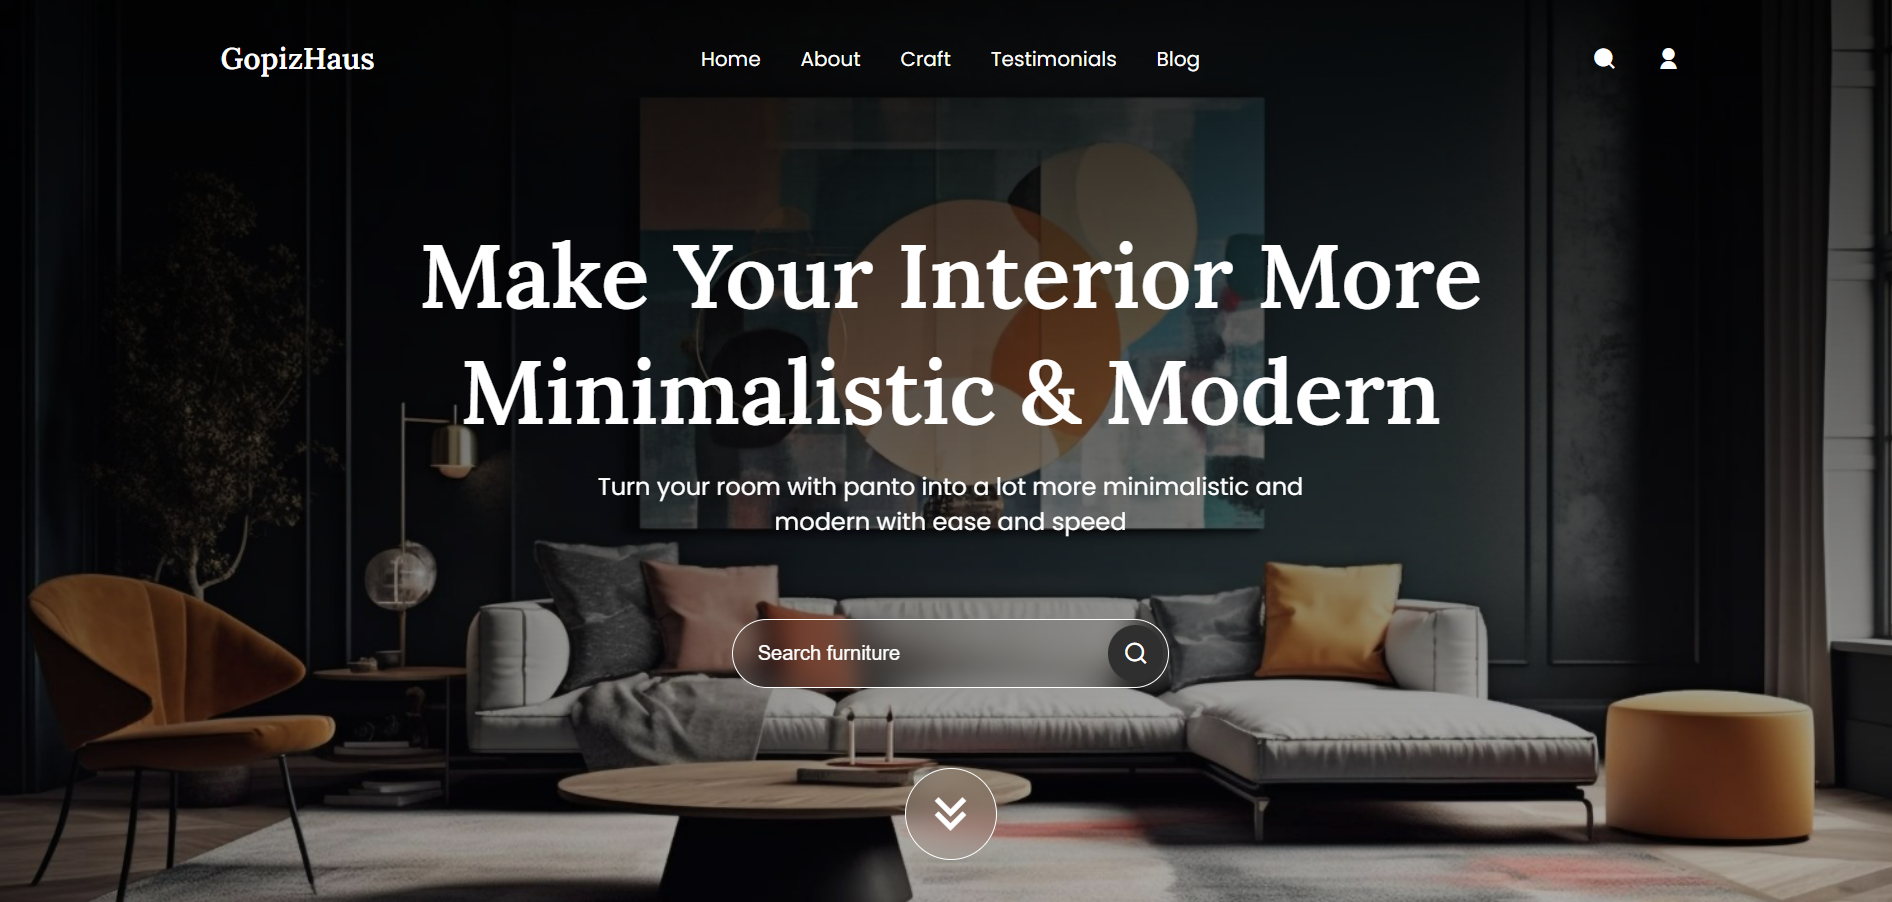 GopizHaus
Home About Craft Testimonials Blog
Make Your Interior More
Minimalistic & Modern
Turn your room with panto into a lot more minimalistic and
modern with ease and speed
Search furniture